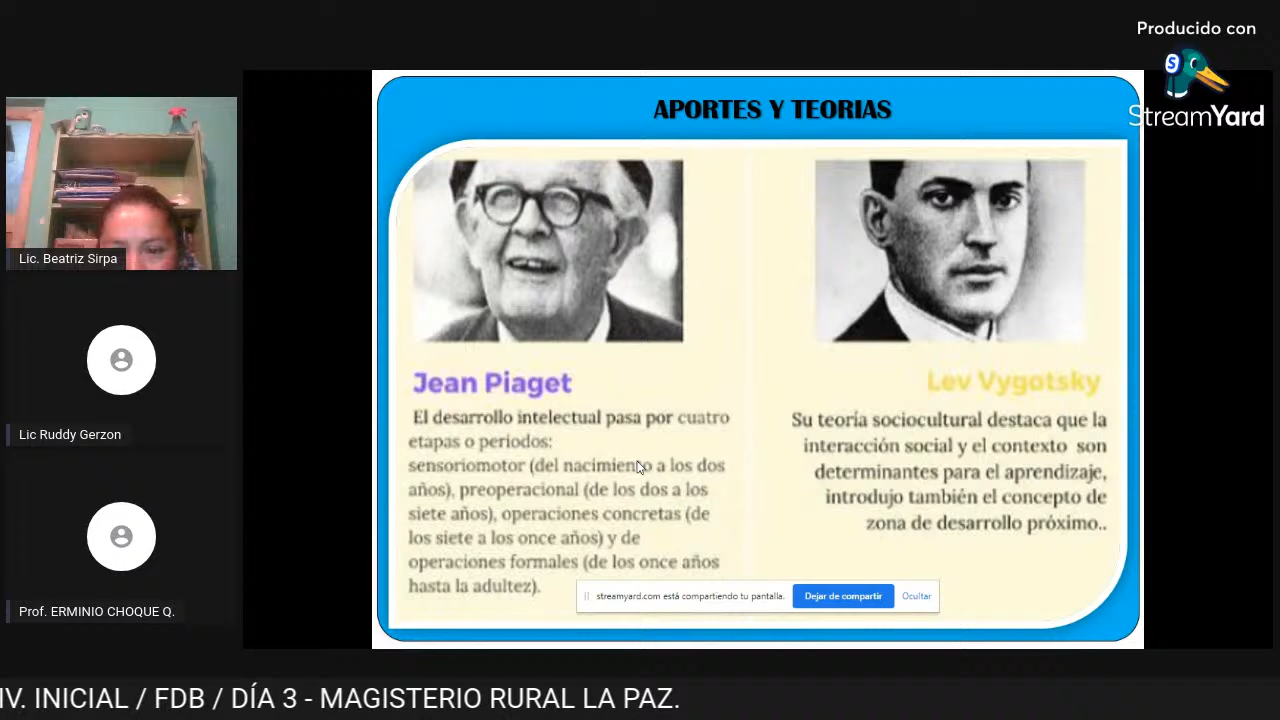 Producido con
StreamYard
APORTES Y TEORIAS
Lic. Beatriz Sirpa
Lic Ruddy Gerzon
Prof. ERMINIO CHOQUE Q.
Jean Piaget
El desarrollo intelectual pasa por cuatro
etapas o periodos:
sensoriomotor (del nacimiento a los dos
años), preoperacional (de los dos a los
siete años), operaciones concretas (de
los siete a los once años) y de
operaciones formales (de los once años
hasta la adultez).
Lev Vygotsky
Su teoría sociocultural destaca que la
interacción social y el contexto son
determinantes para el aprendizaje,
introdujo también el concepto de
zona de desarrollo próximo..
streamyard.com está compartiendo tu pantalla.
Dejar de compartir
Ocultar
IV. INICIAL / FDB / DÍA 3 - MAGISTERIO RURAL LA PAZ.